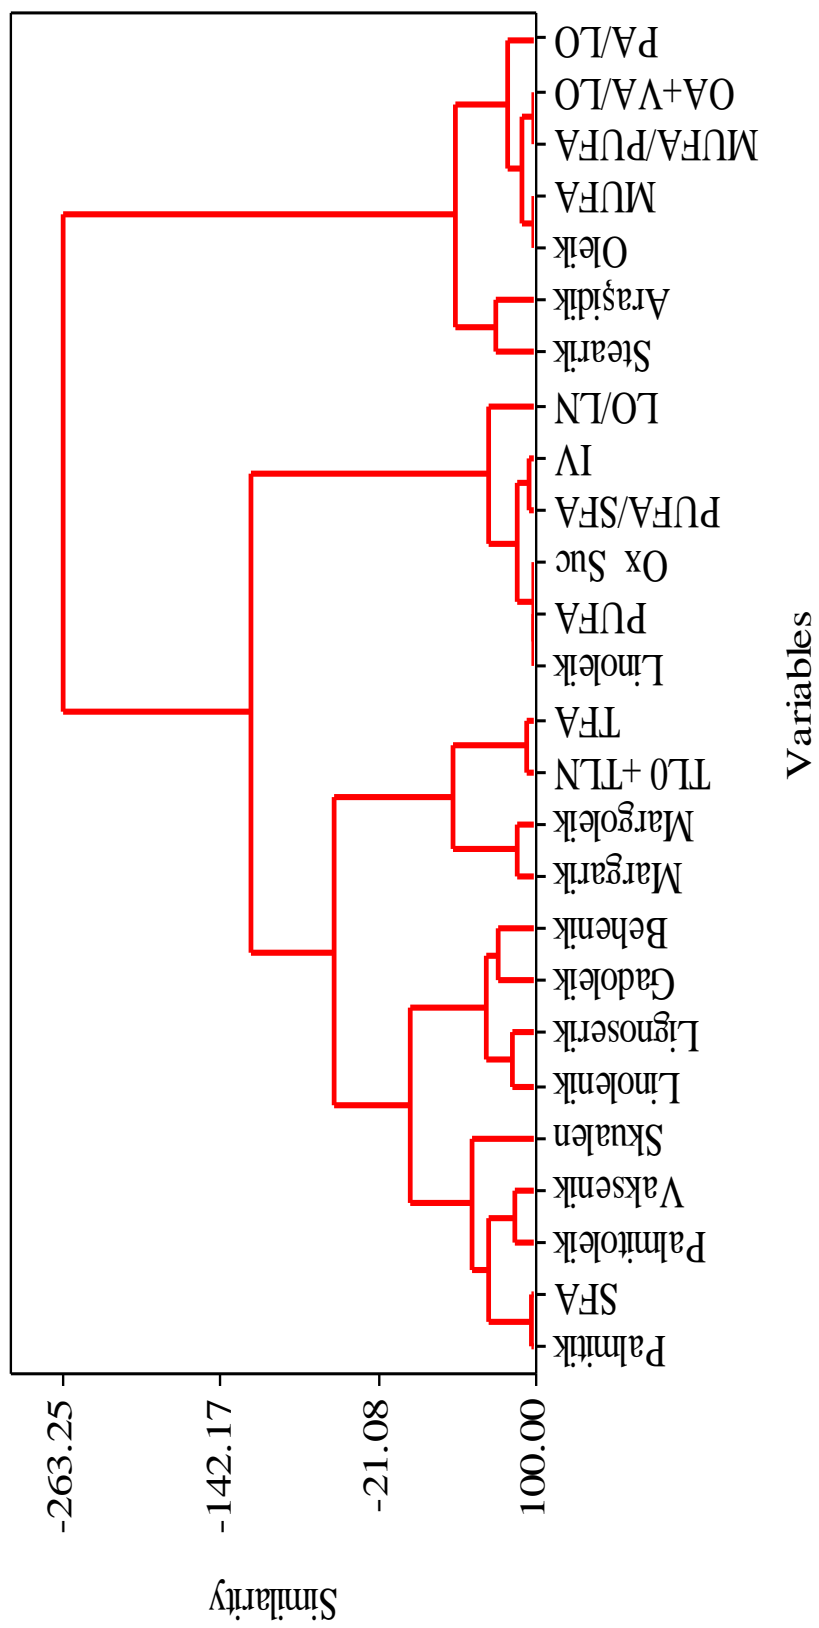 PA/LO
OA+VA/LO
MUFA/PUFA
MUFA
Oleik
Araşidik
Stearik
LO/LN
IV
PUFA/SFA
Ox Suc
PUFA
Linoleik
TFA
TL0 +TLN
Margoleik
Margarik
Behenik
Gadoleik
Lignoserik
Linolenik
Skualen
Vaksenik
Palmitoleik
SFA
Palmitik
Variables
-263.25
-142.17
-21.08
100.00
Similarity